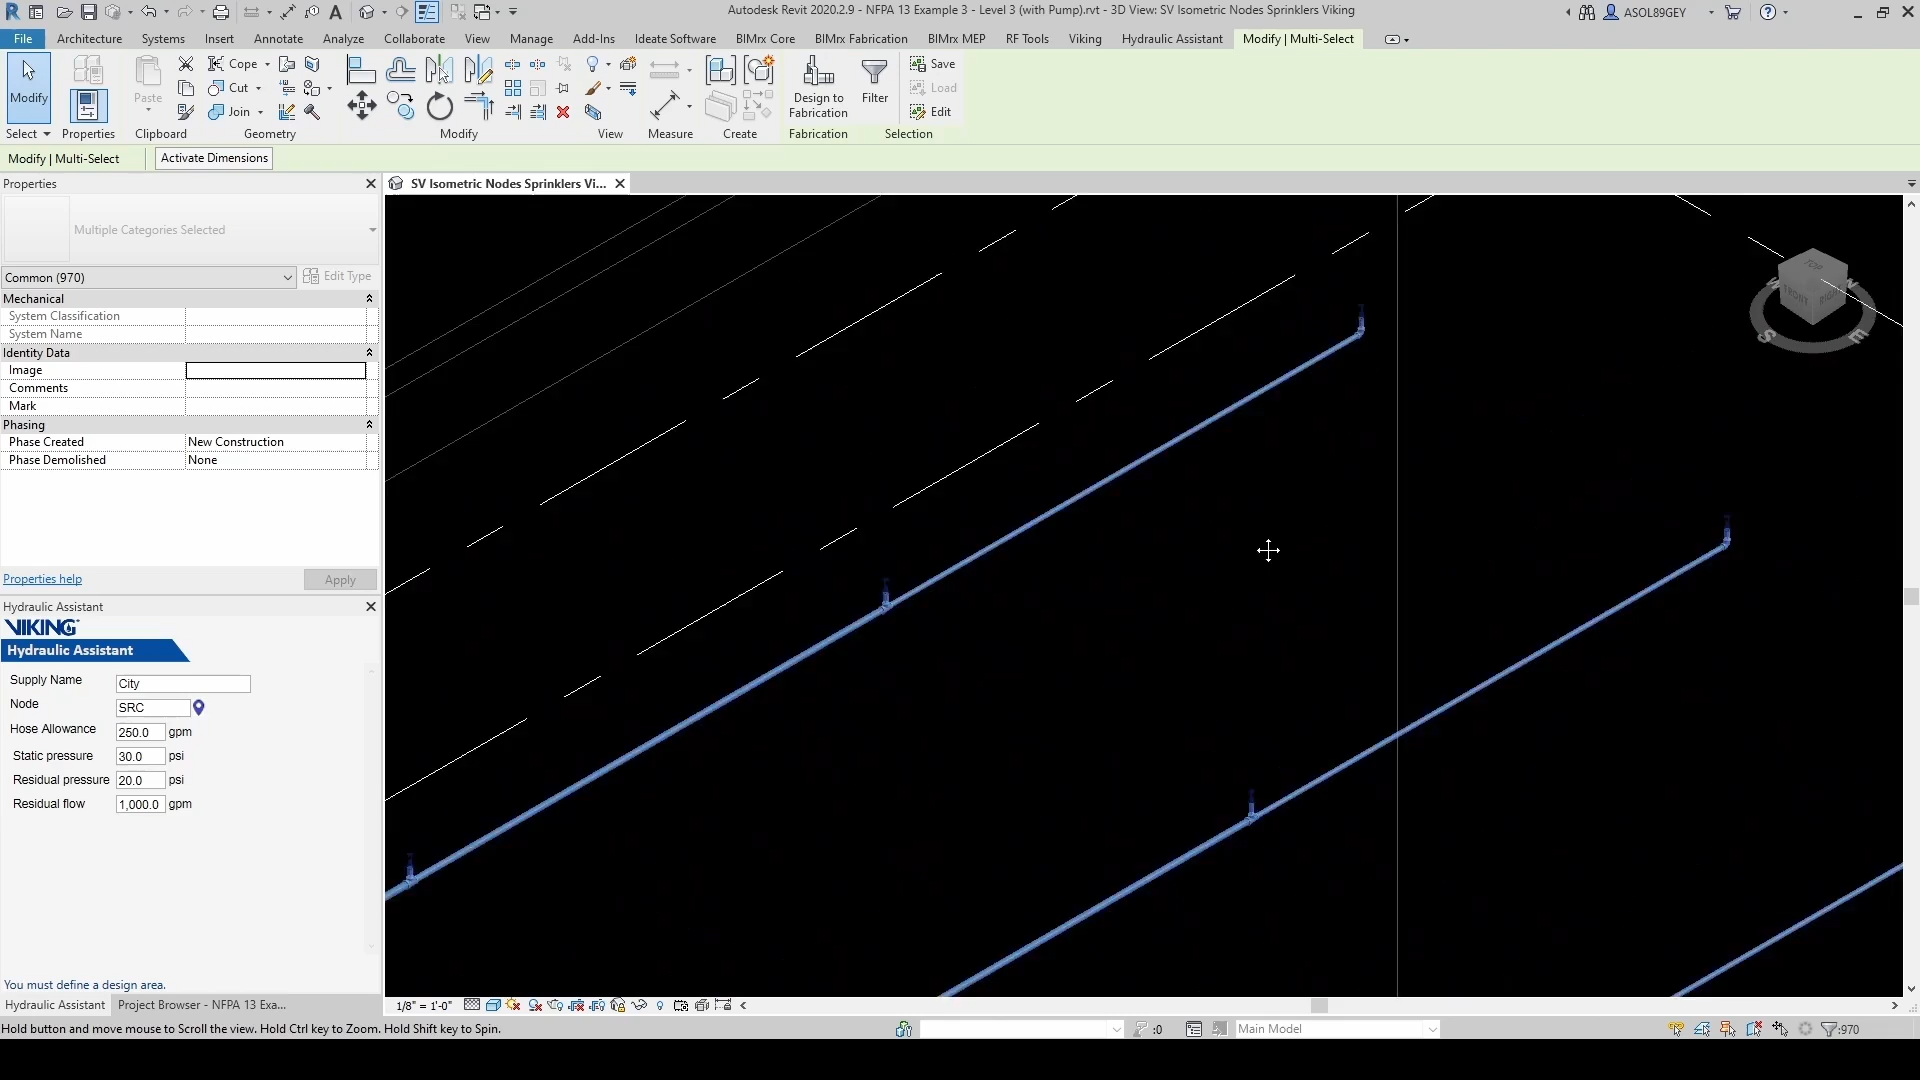 Autodesk Revit 2020.2.9 - NFPA 13 Example 3 - Level 3 (with Pump).rvt - 3D View: SV Isometric Nodes Sprinklers Viking
ASOL89GEY
File Architecture Systems Insert Annotate Analyze Collaborate View Manage Add-Ins Ideate Software BIMrx Core BIMrx Fabrication BIMrx MEP RF Tools Viking Hydraulic Assistant Modify | Multi-Select
Cope
Cut
Join
Modify
Paste
Design to
Fabrication
Filter
Save
Load
Edit
Select Properties Clipboard Geometry Modify View Measure Create Fabrication Selection
Modify | Multi-Select
Activate Dimensions
Properties
SV Isometric Nodes Sprinklers Vi...
Multiple Categories Selected
Common (970)
Edit Type
Mechanical
System Classification
System Name
Identity Data
Image
Comments
Mark
Phasing
Phase Created New Construction
Phase Demolished None
Properties help
Apply
TOP
FRONT
RIGHT
S
E
N
Hydraulic Assistant
VIKING
Hydraulic Assistant
Supply Name City
Node SRC
Hose Allowance 250.0 gpm
Static pressure 30.0 psi
Residual pressure 20.0 psi
Residual flow 1,000.0 gpm
You must define a design area.
Hydraulic Assistant Project Browser - NFPA 13 Exa...
1/8" = 1'-0"
Hold button and move mouse to Scroll the view. Hold Ctrl key to Zoom. Hold Shift key to Spin.
:0
Main Model
:970